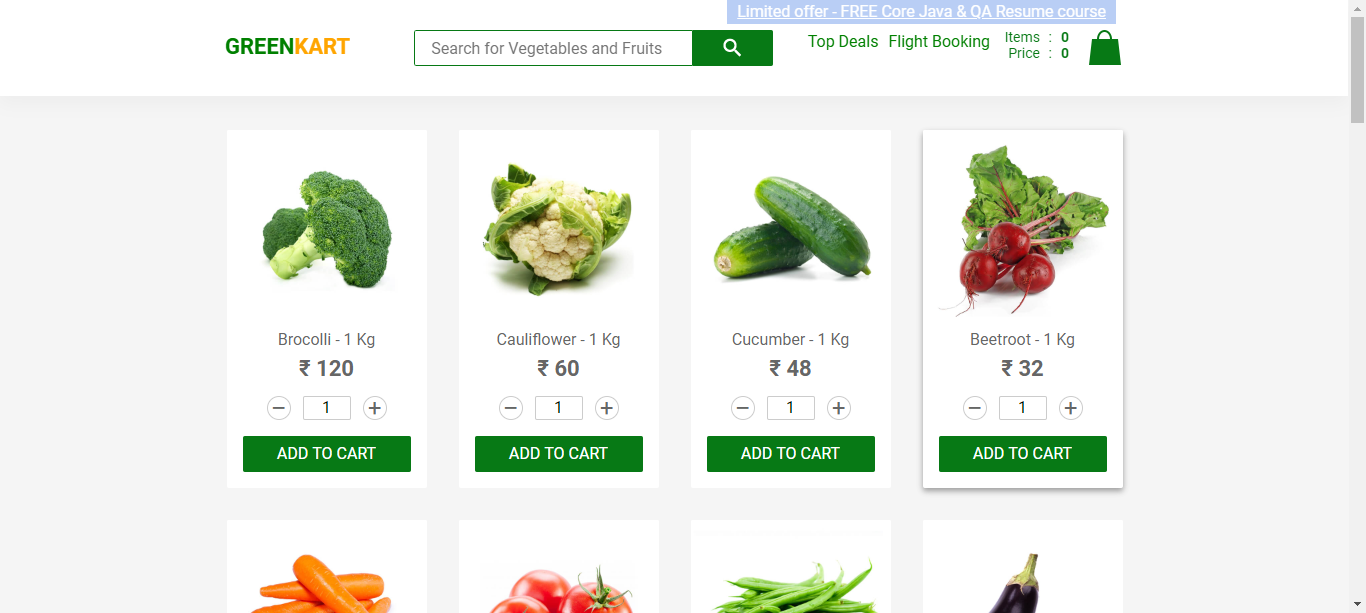 Limited offer - FREE Core Java & QA Resume course
GREENKART
Search for Vegetables and Fruits
Top Deals Flight Booking
Items : 0
Price : 0
Brocolli - 1 Kg
₹ 120
− 1 +
ADD TO CART
Cauliflower - 1 Kg
₹ 60
− 1 +
ADD TO CART
Cucumber - 1 Kg
₹ 48
− 1 +
ADD TO CART
Beetroot - 1 Kg
₹ 32
− 1 +
ADD TO CART